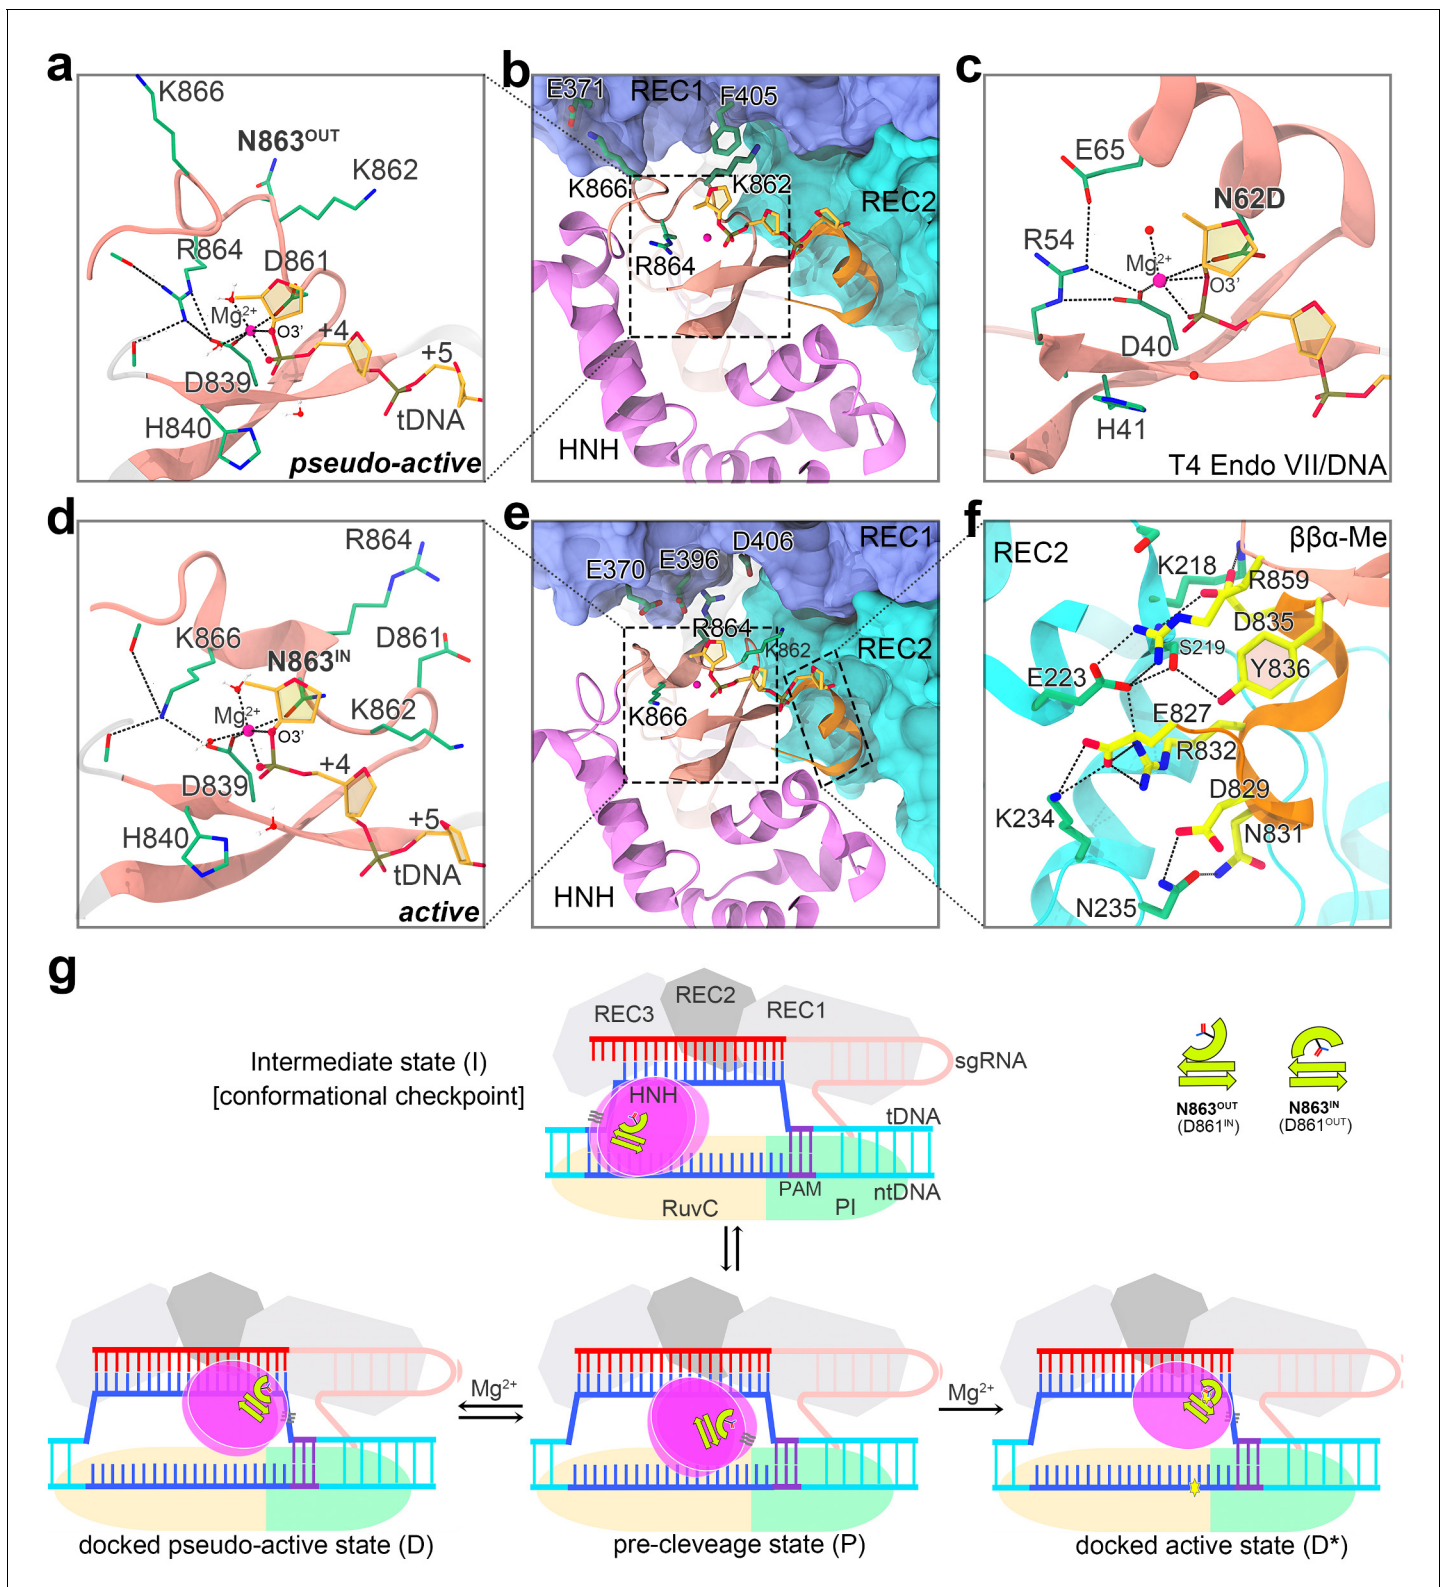 a
K866
N863OUT
K862
R864
D861
Mg2+
O3'
+4
+5
D839
tDNA
H840
pseudo-active
b
E371
REC1
F405
K866
K862
REC2
R864
HNH
c
E65
N62D
R54
Mg2+
O3'
D40
H41
T4 Endo VII/DNA
d
R864
K866
D861
N863IN
Mg2+
K862
O3'
+4
D839
+5
H840
tDNA
active
e
REC1
D406
E396
E370
R864
K862
REC2
K866
HNH
f
REC2
ββα-Me
K218
R859
D835
S219
Y836
E223
E827
R832
D829
K234
N831
N235
g
REC2
REC3
REC1
Intermediate state (I)
[conformational checkpoint]
sgRNA
HNH
tDNA
PAM
ntDNA
RuvC
PI
N863OUT
(D861IN)
N863IN
(D861OUT)
Mg2+
Mg2+
docked pseudo-active state (D)
pre-cleveage state (P)
docked active state (D*)